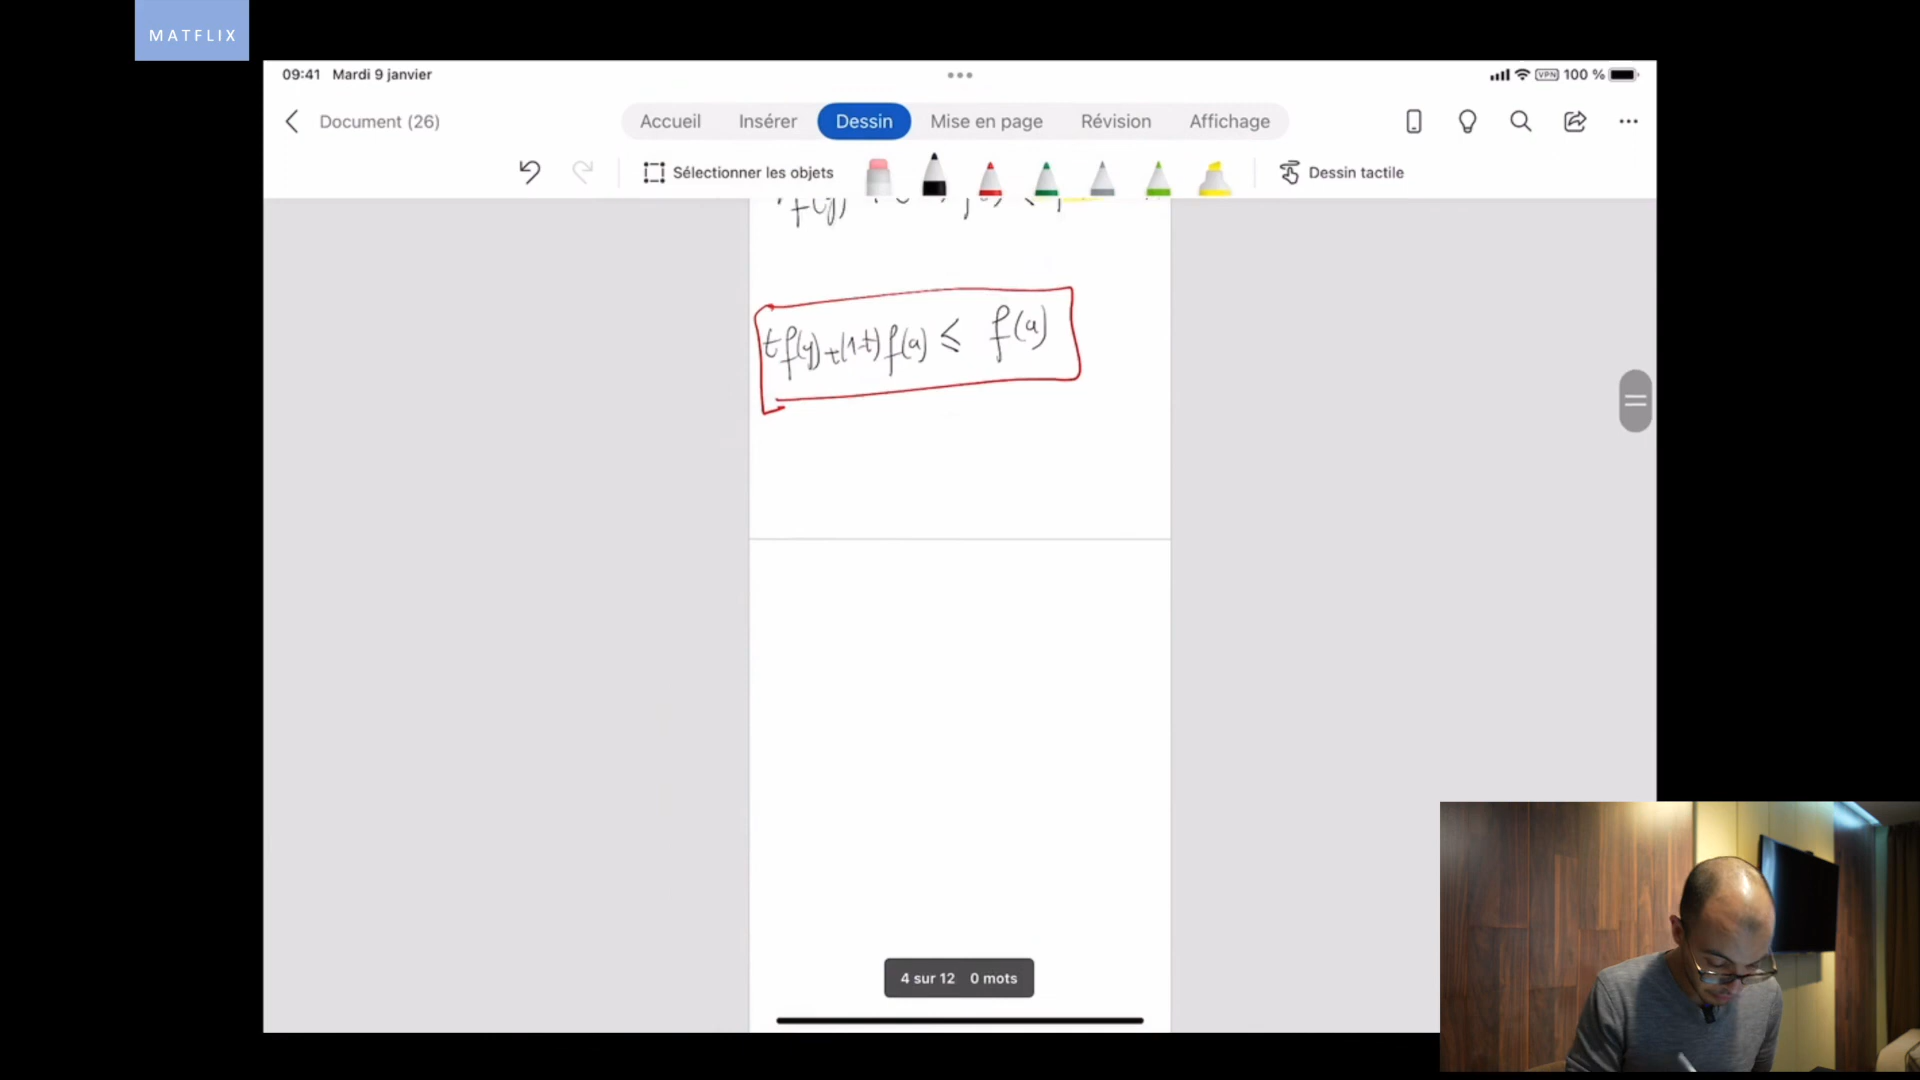 MATFLIX
09:41 Mardi 9 janvier
VPN 100 %
Document (26)
Accueil Insérer Dessin Mise en page Révision Affichage
Sélectionner les objets
Dessin tactile
tf(y)+(1-t)f(a) ≤ f(a)
4 sur 12 0 mots